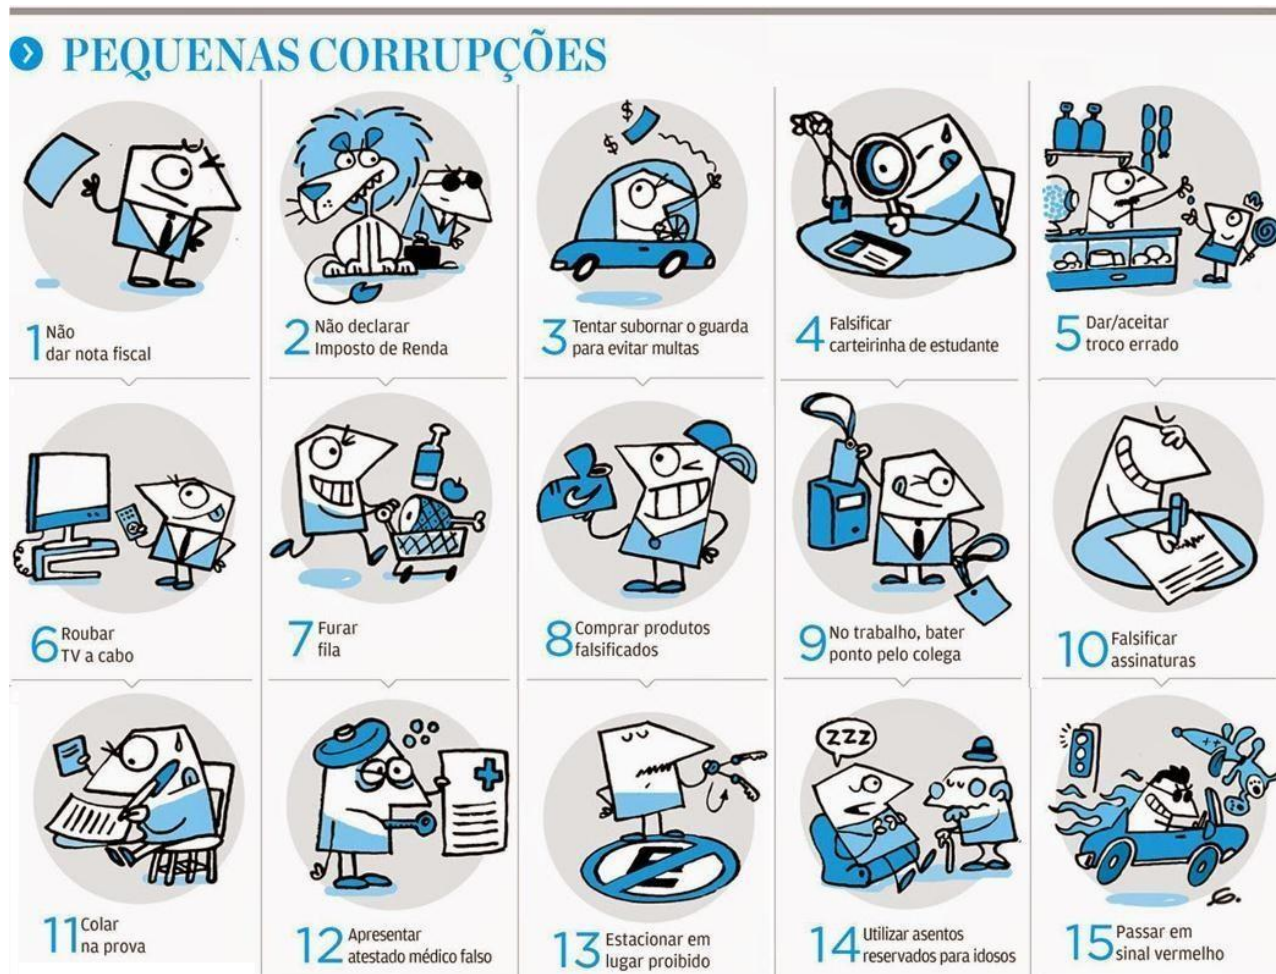 PEQUENAS CORRUPÇÕES
$
$
1 Não
dar nota fiscal
2 Não declarar
Imposto de Renda
3 Tentar subornar o guarda
para evitar multas
4 Falsificar
carteirinha de estudante
5 Dar/aceitar
troco errado
6 Roubar
TV a cabo
7 Furar
fila
8 Comprar produtos
falsificados
9 No trabalho, bater
ponto pelo colega
10 Falsificar
assinaturas
11 Colar
na prova
12 Apresentar
atestado médico falso
E
13 Estacionar em
lugar proibido
ZZZ
14 Utilizar asentos
reservados para idosos
15 Passar em
sinal vermelho